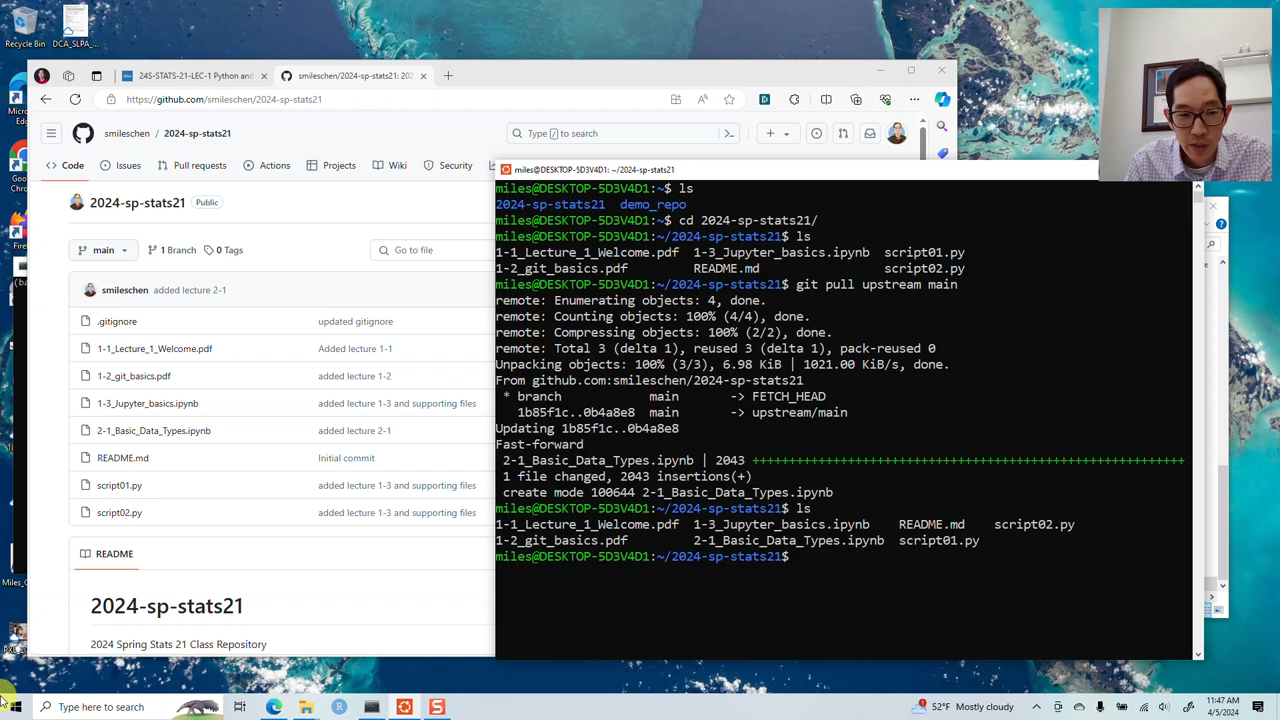 Recycle Bin
DCA_SLPA_...
24S-STATS-21-LEC-1 Python and
smileschen/2024-sp-stats21: 202
https://github.com/smileschen/2024-sp-stats21
smileschen / 2024-sp-stats21
Type / to search
Code
Issues
Pull requests
Actions
Projects
Wiki
Security
2024-sp-stats21
Public
main
1 Branch
0 Tags
Go to file
smileschen added lecture 2-1
.gitignore updated gitignore
1-1_Lecture_1_Welcome.pdf Added lecture 1-1
1-2_git_basics.pdf added lecture 1-2
1-3_Jupyter_basics.ipynb added lecture 1-3 and supporting files
2-1_Basic_Data_Types.ipynb added lecture 2-1
README.md Initial commit
script01.py added lecture 1-3 and supporting files
script02.py added lecture 1-3 and supporting files
README
2024-sp-stats21
2024 Spring Stats 21 Class Repository
miles@DESKTOP-5D3V4D1: ~/2024-sp-stats21
miles@DESKTOP-5D3V4D1:~$ ls
2024-sp-stats21 demo_repo
miles@DESKTOP-5D3V4D1:~$ cd 2024-sp-stats21/
miles@DESKTOP-5D3V4D1:~/2024-sp-stats21$ ls
1-1_Lecture_1_Welcome.pdf 1-3_Jupyter_basics.ipynb script01.py
1-2_git_basics.pdf README.md script02.py
miles@DESKTOP-5D3V4D1:~/2024-sp-stats21$ git pull upstream main
remote: Enumerating objects: 4, done.
remote: Counting objects: 100% (4/4), done.
remote: Compressing objects: 100% (2/2), done.
remote: Total 3 (delta 1), reused 3 (delta 1), pack-reused 0
Unpacking objects: 100% (3/3), 6.98 KiB | 1021.00 KiB/s, done.
From github.com:smileschen/2024-sp-stats21
* branch main -> FETCH_HEAD
1b85f1c..0b4a8e8 main -> upstream/main
Updating 1b85f1c..0b4a8e8
Fast-forward
2-1_Basic_Data_Types.ipynb | 2043 ++++++++++++++++++++++++++++++++++++++++++++++++++++++
1 file changed, 2043 insertions(+)
create mode 100644 2-1_Basic_Data_Types.ipynb
miles@DESKTOP-5D3V4D1:~/2024-sp-stats21$ ls
1-1_Lecture_1_Welcome.pdf 1-3_Jupyter_basics.ipynb README.md script02.py
1-2_git_basics.pdf 2-1_Basic_Data_Types.ipynb script01.py
miles@DESKTOP-5D3V4D1:~/2024-sp-stats21$
Type here to search
52°F Mostly cloudy
11:47 AM
4/5/2024